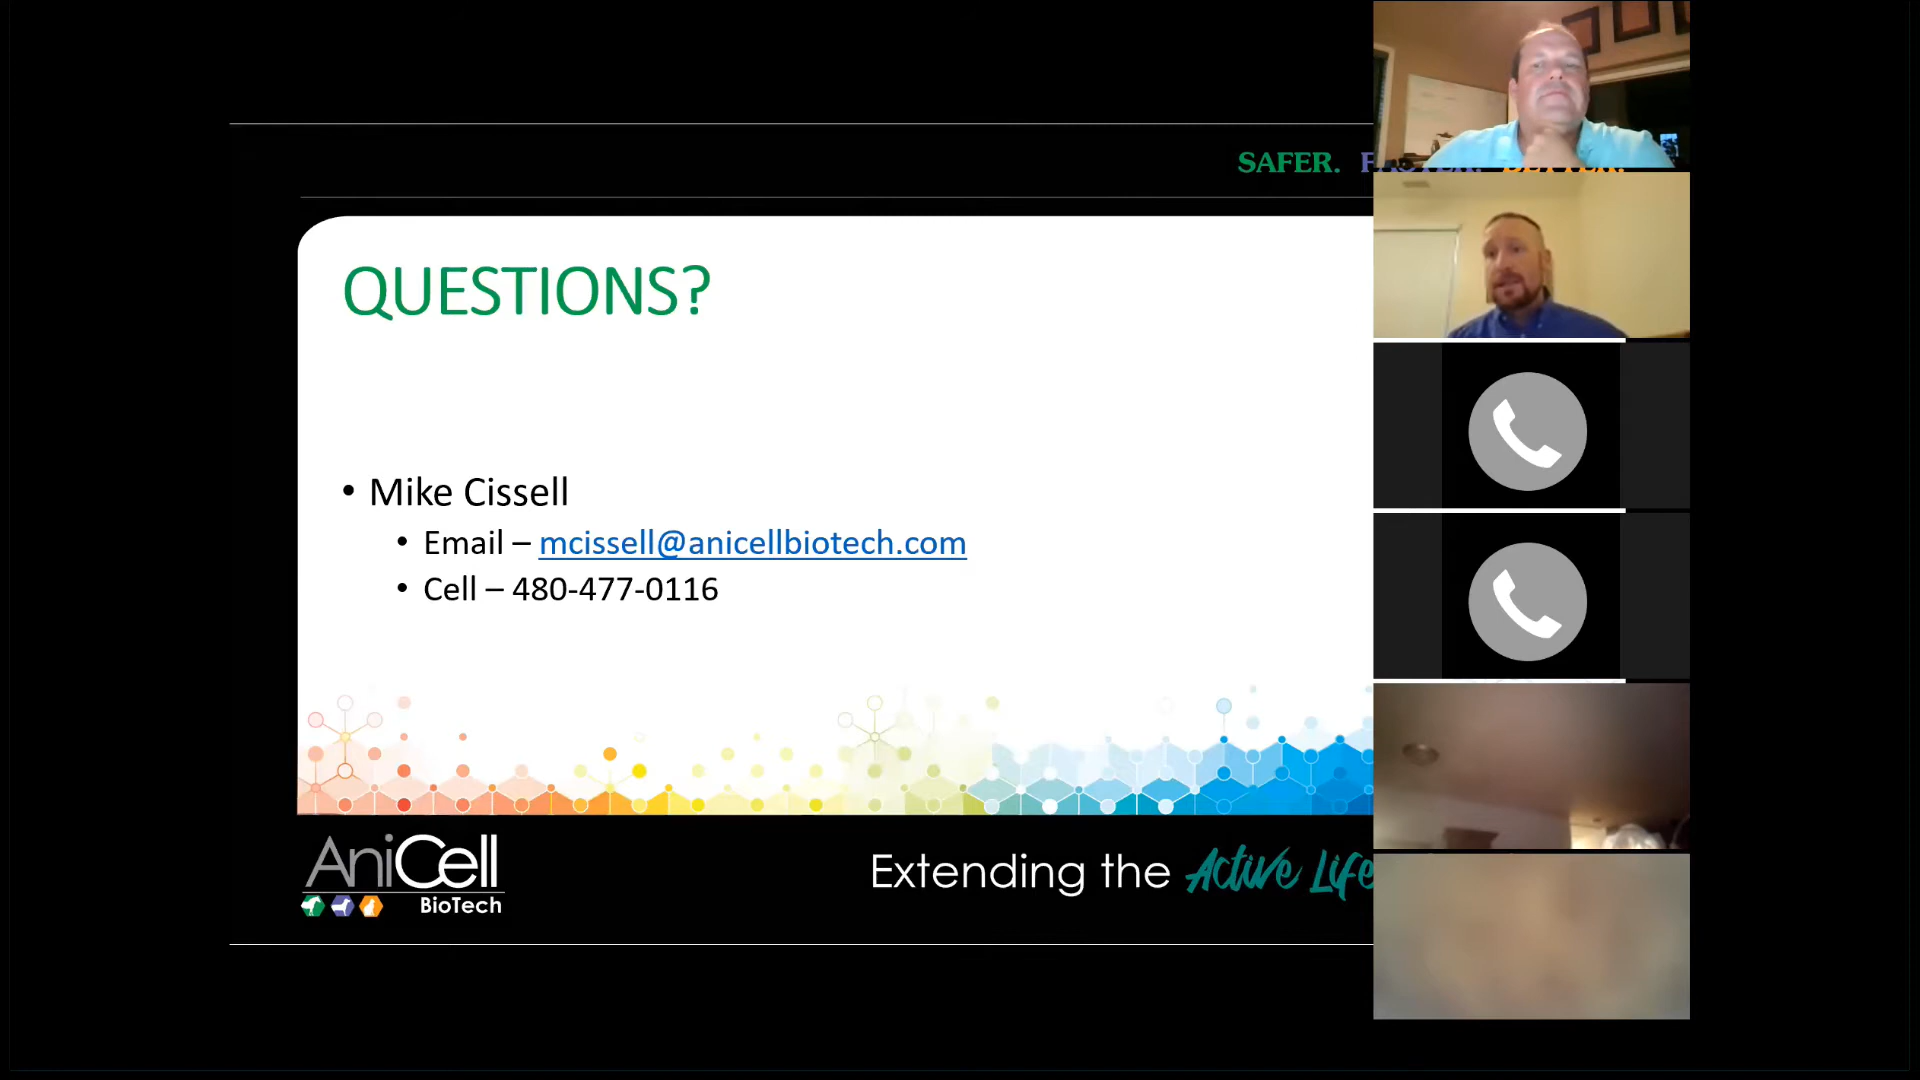 SAFER.
QUESTIONS?
• Mike Cissell
• Email – mcissell@anicellbiotech.com
• Cell – 480-477-0116
AniCell
BioTech
Extending the Active Life